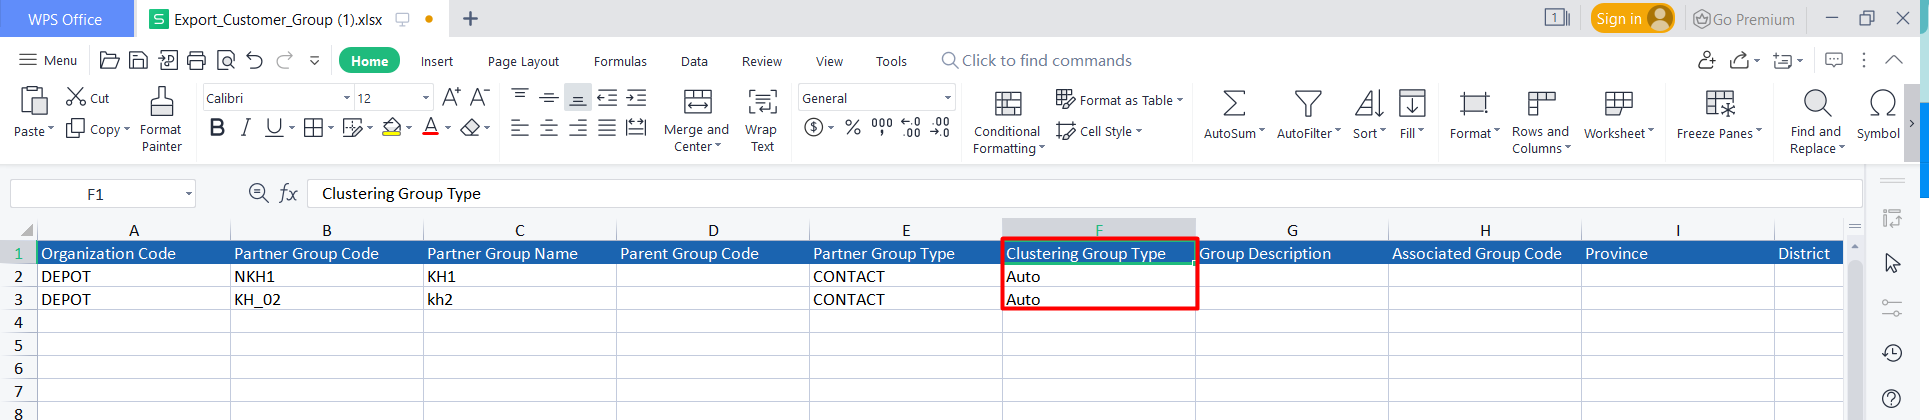 WPS Office
S Export_Customer_Group (1).xlsx
1
Sign in
Go Premium
Menu
Home
Insert
Page Layout
Formulas
Data
Review
View
Tools
Click to find commands
Paste
Cut
Copy
Format
Painter
Calibri
12
A+ A-
B I U A
Merge and
Center
Wrap
Text
General
$ % 000 .00 .00
.0
Conditional
Formatting
Format as Table
Cell Style
AutoSum
AutoFilter
Sort
Fill
Format
Rows and
Columns
Worksheet
Freeze Panes
Find and
Replace
Symbol
F1
fx
Clustering Group Type
A B C D E F G H I
1 Organization Code Partner Group Code Partner Group Name Parent Group Code Partner Group Type Clustering Group Type Group Description Associated Group Code Province District
2 DEPOT NKH1 KH1 CONTACT Auto
3 DEPOT KH_02 kh2 CONTACT Auto
4
5
6
7
8